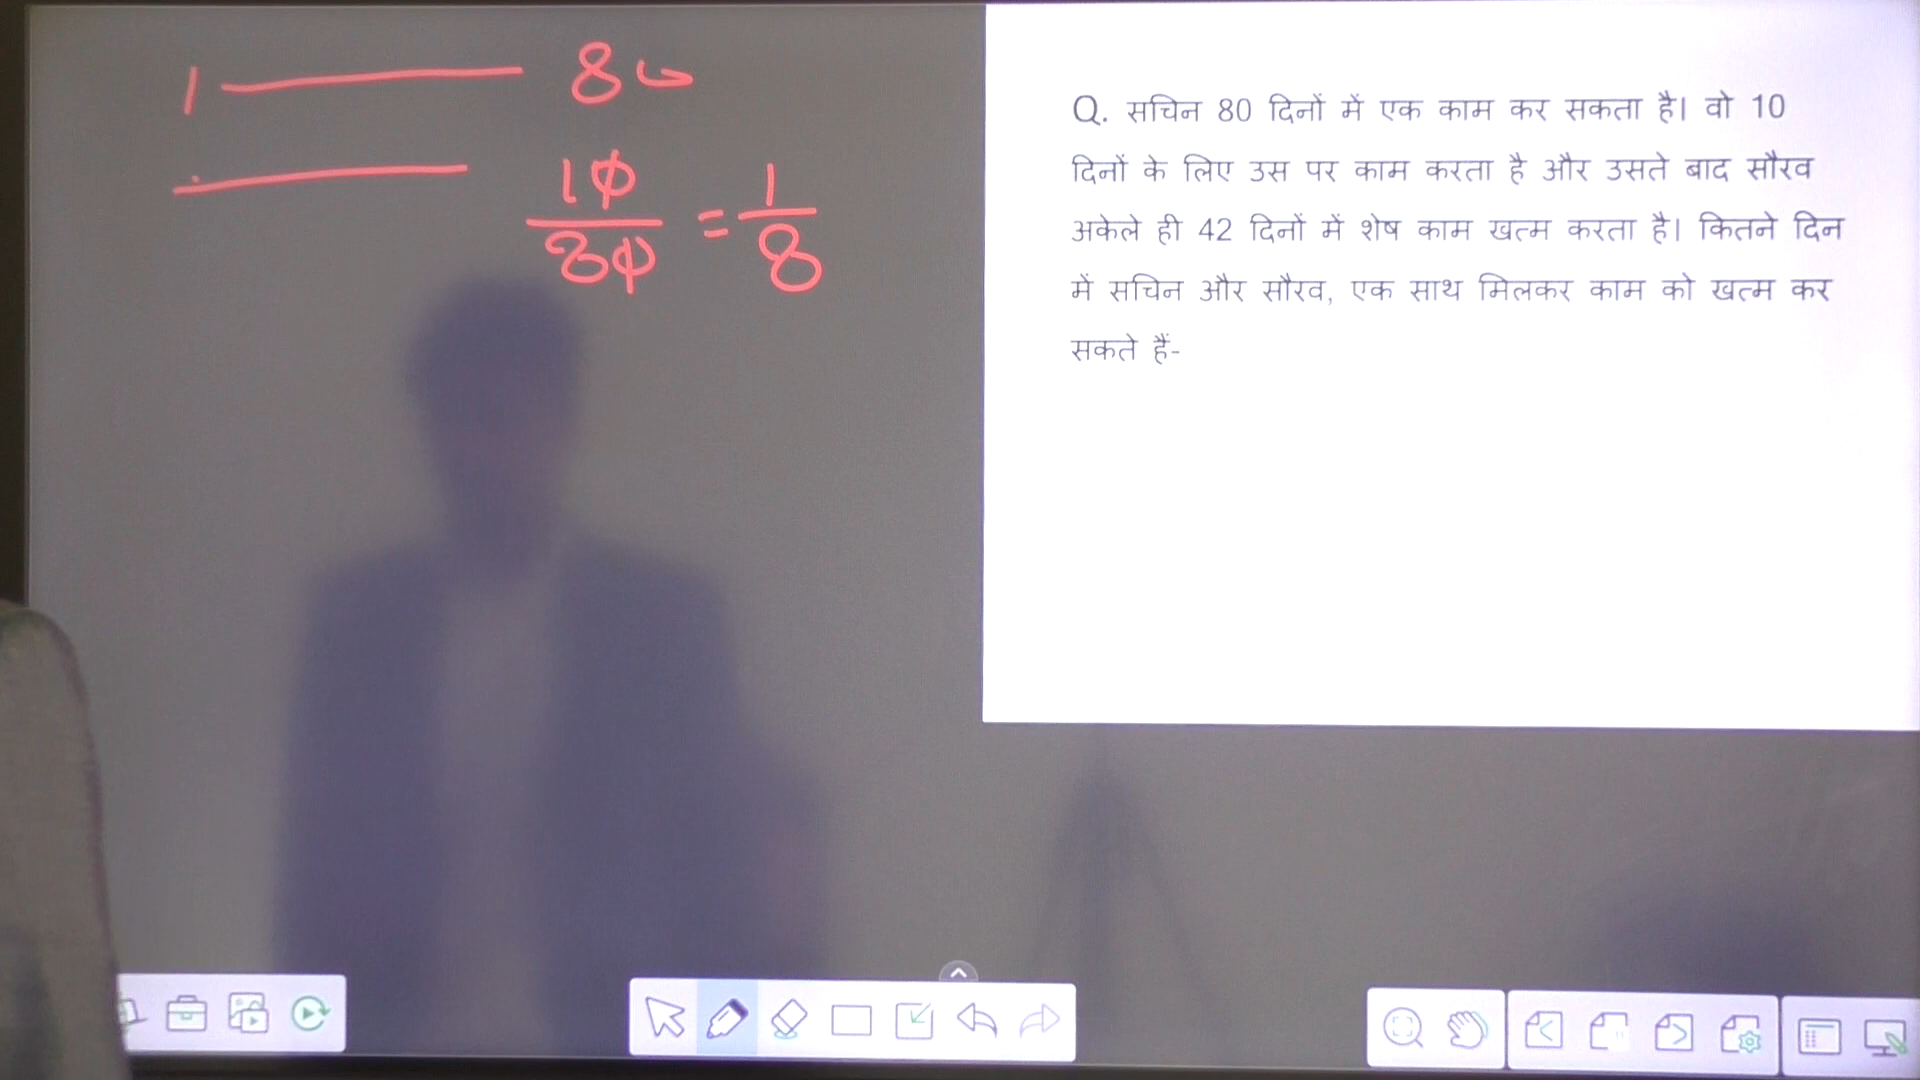 1 — 80
— 10/80 = 1/8
Q. सचिन 80 दिनों में एक काम कर सकता है। वो 10
दिनों के लिए उस पर काम करता है और उसते बाद सौरव
अकेले ही 42 दिनों में शेष काम खत्म करता है। कितने दिन
में सचिन और सौरव, एक साथ मिलकर काम को खत्म कर
सकते हैं-